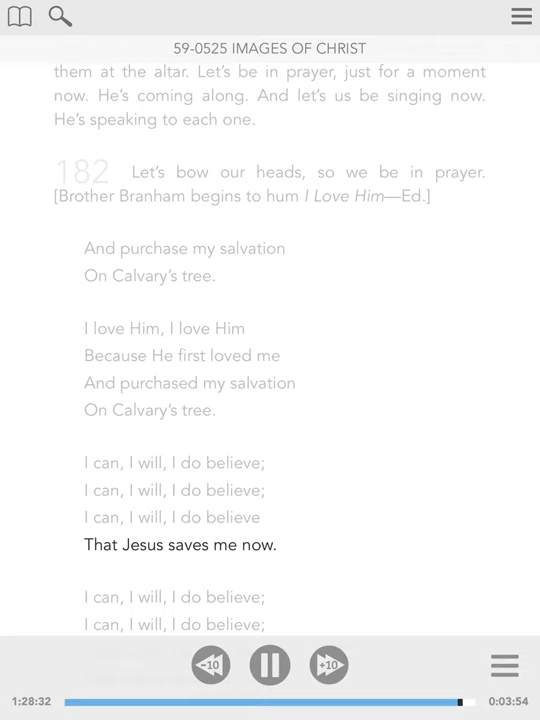 59-0525 IMAGES OF CHRIST
them at the altar. Let's be in prayer, just for a moment
now. He's coming along. And let's us be singing now.
He's speaking to each one.
182 Let's bow our heads, so we be in prayer.
[Brother Branham begins to hum I Love Him—Ed.]
And purchase my salvation
On Calvary's tree.
I love Him, I love Him
Because He first loved me
And purchased my salvation
On Calvary's tree.
I can, I will, I do believe;
I can, I will, I do believe;
I can, I will, I do believe
That Jesus saves me now.
I can, I will, I do believe;
I can, I will, I do believe;
-10 +10
1:28:32 0:03:54